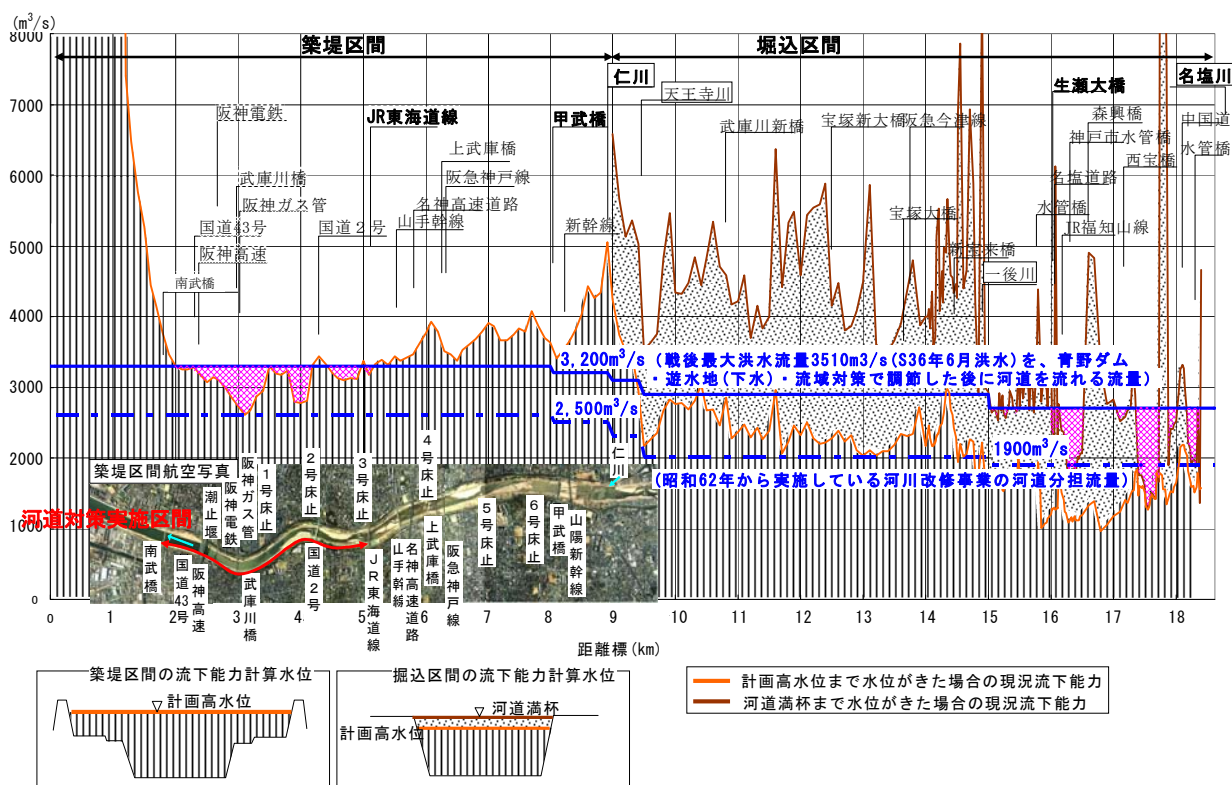 (m³/s)
8000
7000
6000
5000
4000
3000
2000
1000
0
築堤区間
堀込区間
仁川
天王寺川
武庫川新橋
宝塚新大橋
阪急今津線
宝塚大橋
新宝来橋
一後川
生瀬大橋
名塩川
森興橋
中国道
神戸市水管橋
水管橋
西宝橋
名塩道路
水管橋
JR福知山線
阪神電鉄
武庫川橋
阪神ガス管
国道43号
阪神高速
南武橋
国道2号
JR東海道線
上武庫橋
阪急神戸線
名神高速道路
山手幹線
甲武橋
新幹線
3,200m³/s (戦後最大洪水流量3510m3/s(S36年6月洪水)を、青野ダム
・遊水地(下水)・流域対策で調節した後に河道を流れる流量)
2,500m³/s
1900m³/s
(昭和62年から実施している河川改修事業の河道分担流量)
築堤区間航空写真
河道対策実施区間
南武橋
国道43号
阪神高速
潮止堰
阪神電鉄
阪神ガス管
武庫川橋
1号床止
2号床止
国道2号
3号床止
JR東海道線
山手幹線
名神高速道路
4号床止
上武庫橋
阪急神戸線
5号床止
6号床止
甲武橋
山陽新幹線
仁川
0 1 2 3 4 5 6 7 8 9 10 11 12 13 14 15 16 17 18
距離標(km)
築堤区間の流下能力計算水位
計画高水位
堀込区間の流下能力計算水位
河道満杯
計画高水位
計画高水位まで水位がきた場合の現況流下能力
河道満杯まで水位がきた場合の現況流下能力